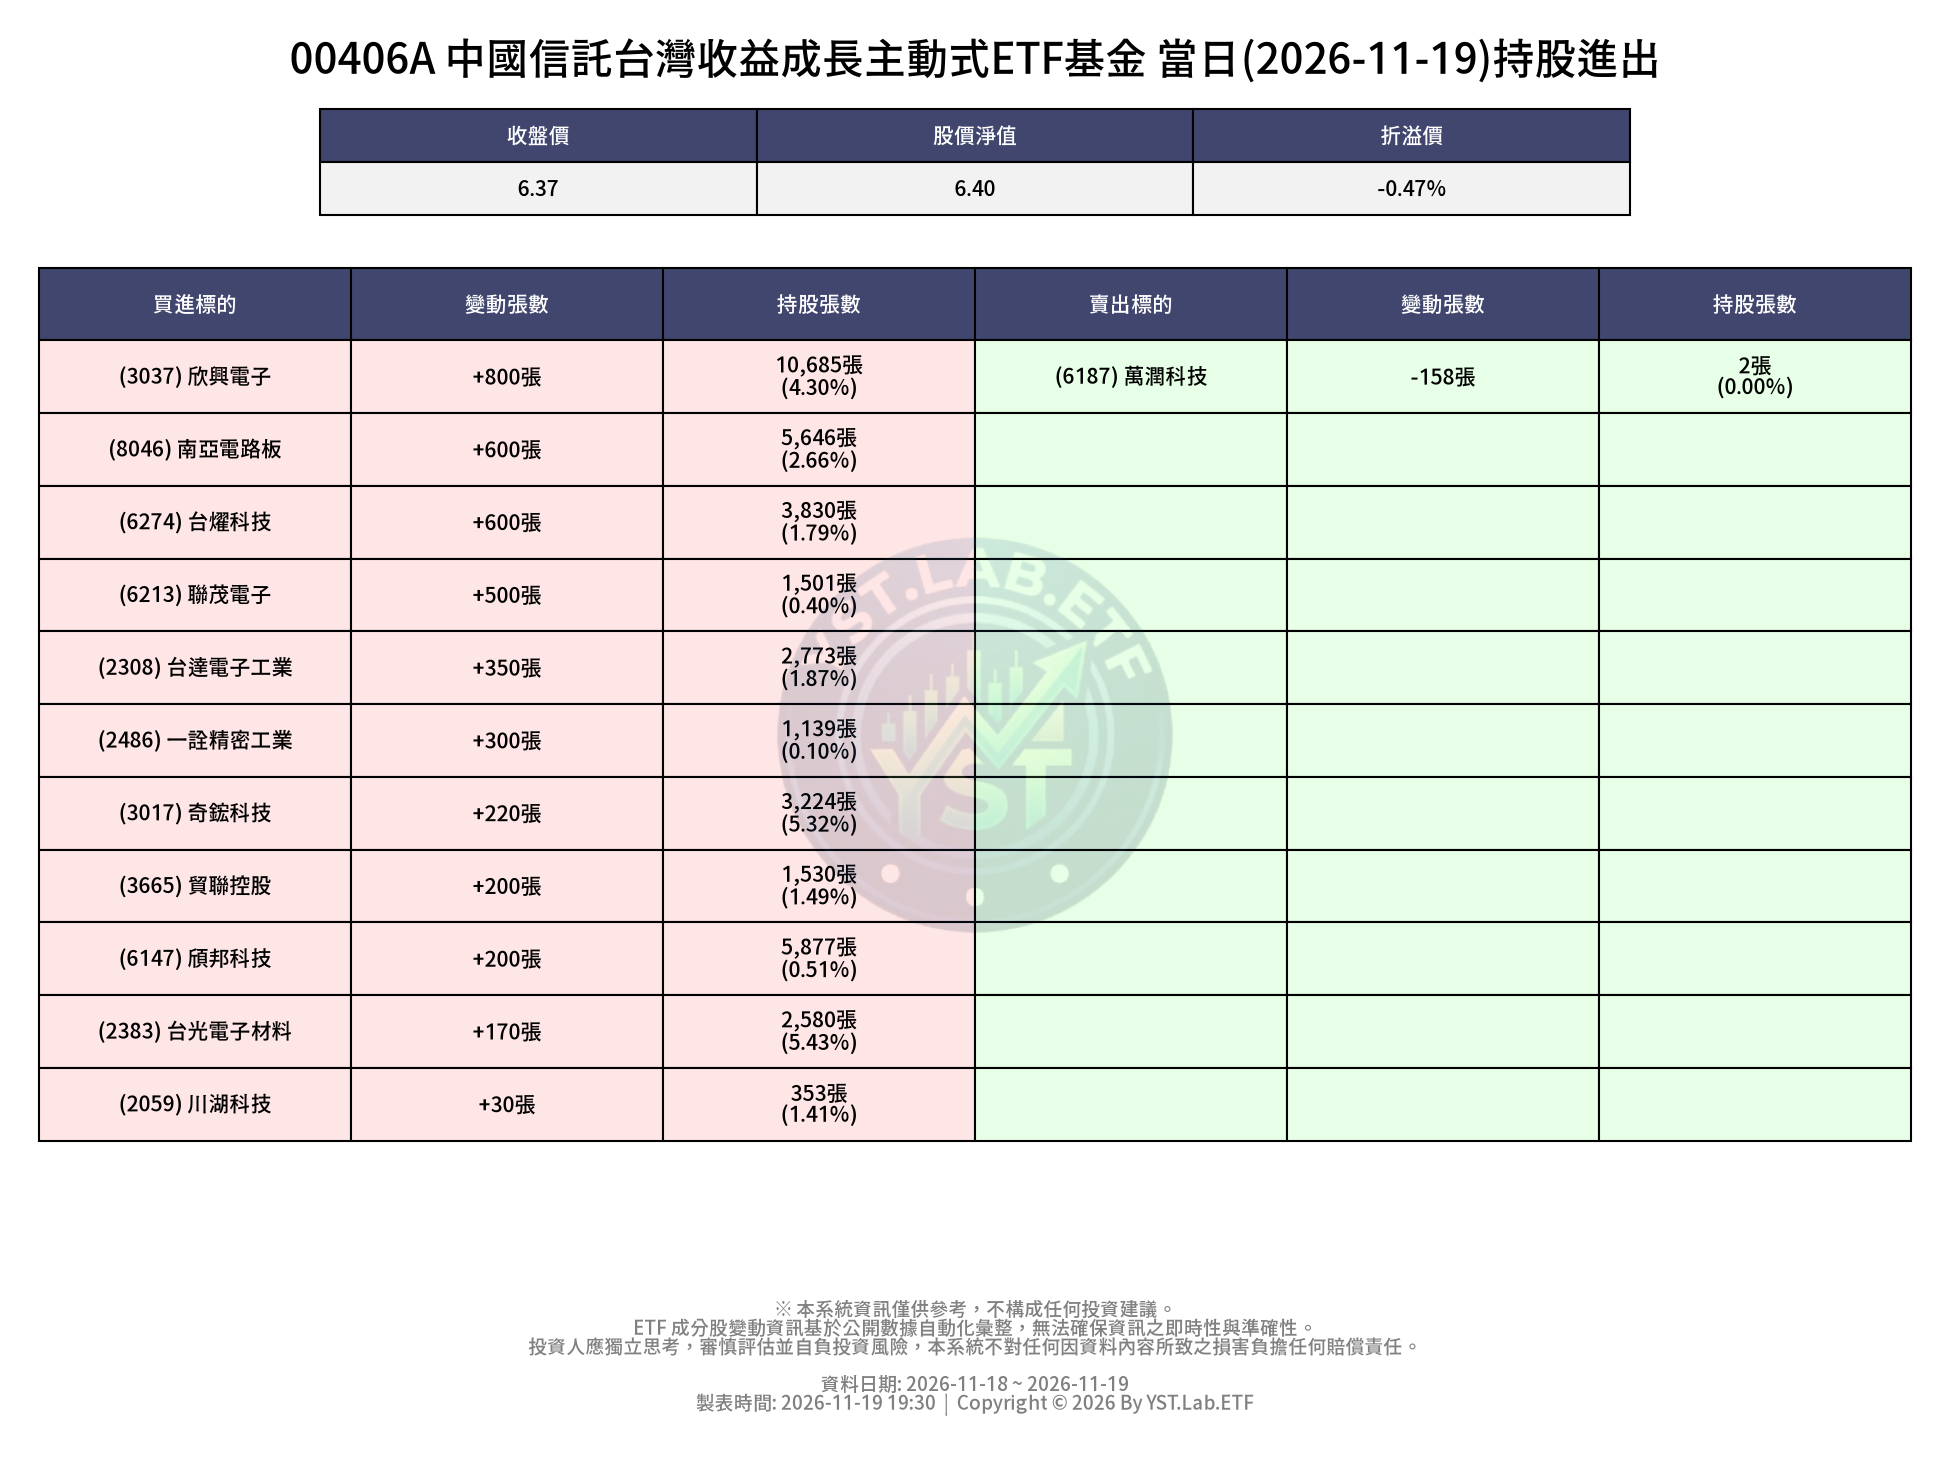 00406A 中國信託台灣收益成長主動式ETF基金 當日(2026-11-19)持股進出
收盤價 股價淨值 折溢價
6.37 6.40 -0.47%
買進標的 變動張數 持股張數 賣出標的 變動張數 持股張數
(3037) 欣興電子 +800張 10,685張 (4.30%) (6187) 萬潤科技 -158張 2張 (0.00%)
(8046) 南亞電路板 +600張 5,646張 (2.66%)
(6274) 台燿科技 +600張 3,830張 (1.79%)
(6213) 聯茂電子 +500張 1,501張 (0.40%)
(2308) 台達電子工業 +350張 2,773張 (1.87%)
(2486) 一詮精密工業 +300張 1,139張 (0.10%)
(3017) 奇鋐科技 +220張 3,224張 (5.32%)
(3665) 貿聯控股 +200張 1,530張 (1.49%)
(6147) 頎邦科技 +200張 5,877張 (0.51%)
(2383) 台光電子材料 +170張 2,580張 (5.43%)
(2059) 川湖科技 +30張 353張 (1.41%)
YST.LAB.ETF
YST
※ 本系統資訊僅供參考，不構成任何投資建議。
ETF 成分股變動資訊基於公開數據自動化彙整，無法確保資訊之即時性與準確性。
投資人應獨立思考，審慎評估並自負投資風險，本系統不對任何因資料內容所致之損害負擔任何賠償責任。
資料日期: 2026-11-18 ~ 2026-11-19
製表時間: 2026-11-19 19:30 | Copyright © 2026 By YST.Lab.ETF